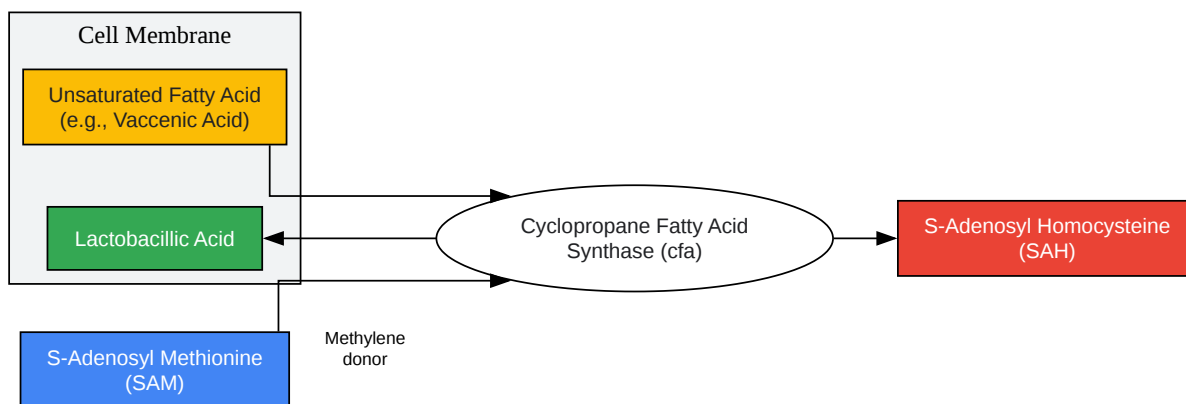 Cell Membrane
Unsaturated Fatty Acid
(e.g., Vaccenic Acid)
Lactobacillic Acid
Cyclopropane Fatty Acid
Synthase (cfa)
S-Adenosyl Homocysteine
(SAH)
Methylene
donor
S-Adenosyl Methionine
(SAM)